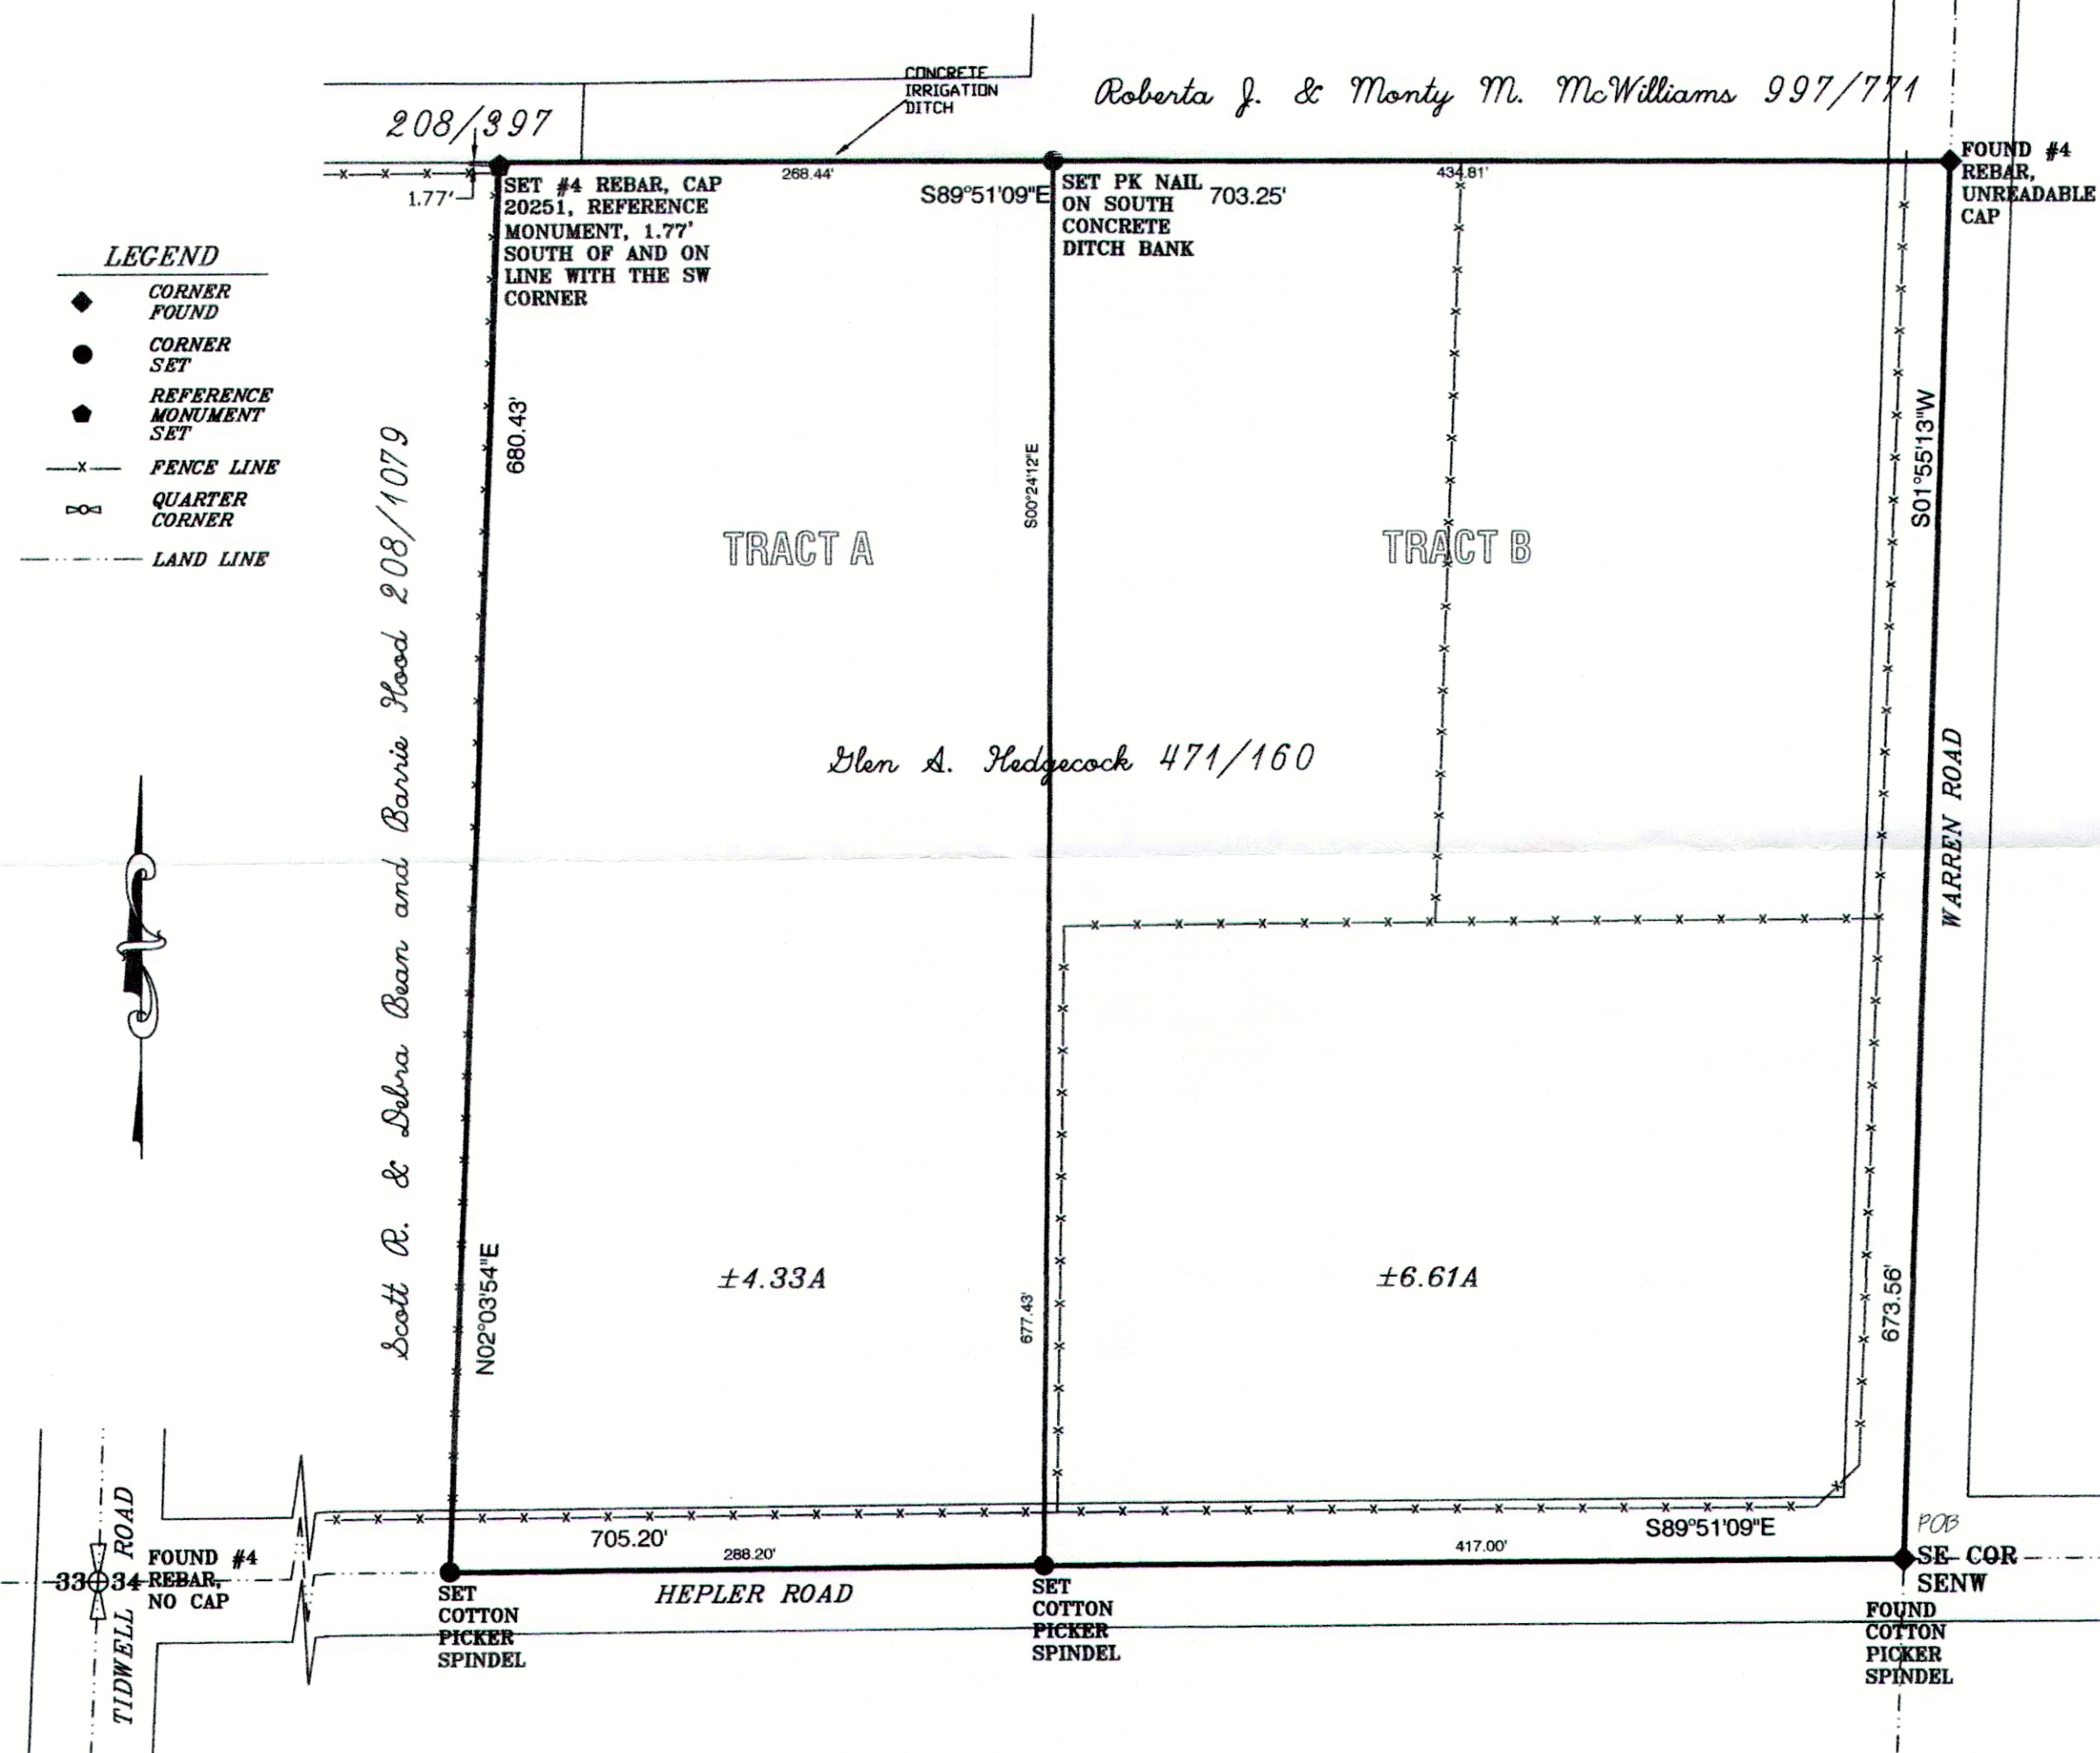 CONCRETE
IRRIGATION
DITCH
Roberta J. & Monty M. McWilliams 997/771
208/397
FOUND #4
REBAR,
UNREADABLE
CAP
268.44'
434.81'
1.77'
SET #4 REBAR, CAP
20251, REFERENCE
MONUMENT, 1.77'
SOUTH OF AND ON
LINE WITH THE SW
CORNER
S89°51'09"E
703.25'
SET PK NAIL
ON SOUTH
CONCRETE
DITCH BANK
LEGEND
CORNER
FOUND
CORNER
SET
REFERENCE
MONUMENT
SET
FENCE LINE
QUARTER
CORNER
LAND LINE
Scott R. & Debra Bean and Barrie Hood 208/1079
680.43'
N02°03'54"E
S00°24'12"E
677.43'
TRACT A
TRACT B
S01°55'13"W
673.56'
WARREN ROAD
Glen A. Hedgecock 471/160
±4.33A
±6.61A
705.20'
288.20'
S89°51'09"E
417.00'
POB
SE COR
SENW
TIDWELL ROAD
33
34
FOUND #4
REBAR,
NO CAP
HEPLER ROAD
SET
COTTON
PICKER
SPINDEL
SET
COTTON
PICKER
SPINDEL
FOUND
COTTON
PICKER
SPINDEL